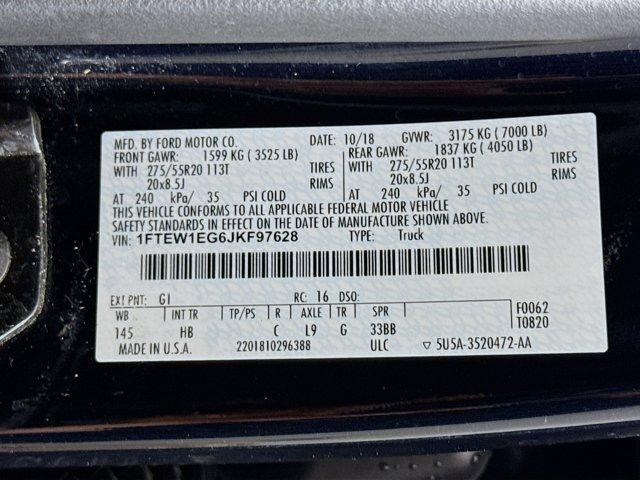 MFD. BY FORD MOTOR CO. DATE: 10/18 GVWR: 3175 KG ( 7000 LB)
FRONT GAWR: 1599 KG ( 3525 LB) REAR GAWR: 1837 KG ( 4050 LB)
WITH 275/55R20 113T TIRES WITH 275/55R20 113T TIRES
20x8.5J RIMS 20x8.5J RIMS
AT 240 kPa/ 35 PSI COLD AT 240 kPa/ 35 PSI COLD
THIS VEHICLE CONFORMS TO ALL APPLICABLE FEDERAL MOTOR VEHICLE
SAFETY STANDARDS IN EFFECT ON THE DATE OF MANUFACTURE SHOWN ABOVE.
VIN: 1FTEW1EG6JKF97628 TYPE: Truck
EXT PNT: G1 RC: 16 DSO: F0062
WB INT TR TP/PS R AXLE TR SPR T0820
145 HB C L9 G 33BB
MADE IN U.S.A. 2201810296388 ULC ▽ 5U5A-3520472-AA